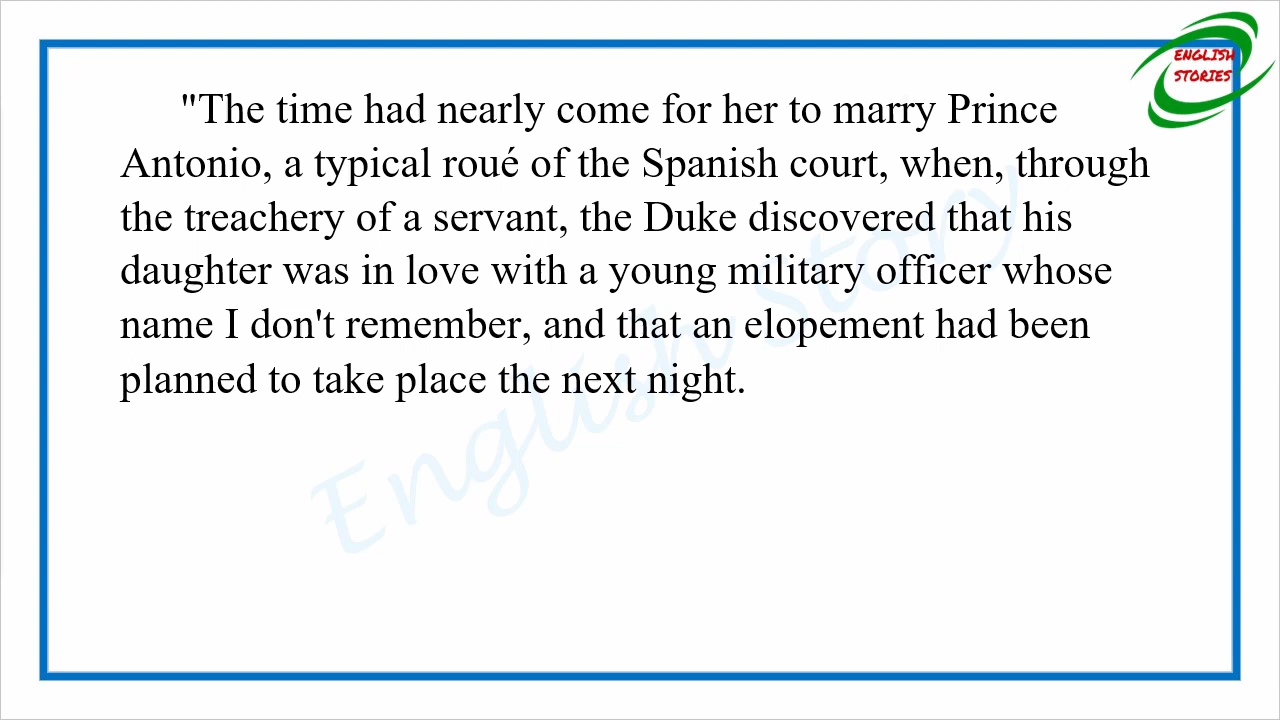 ENGLISH
STORIES
"The time had nearly come for her to marry Prince
Antonio, a typical roué of the Spanish court, when, through
the treachery of a servant, the Duke discovered that his
daughter was in love with a young military officer whose
name I don't remember, and that an elopement had been
planned to take place the next night.
English Story